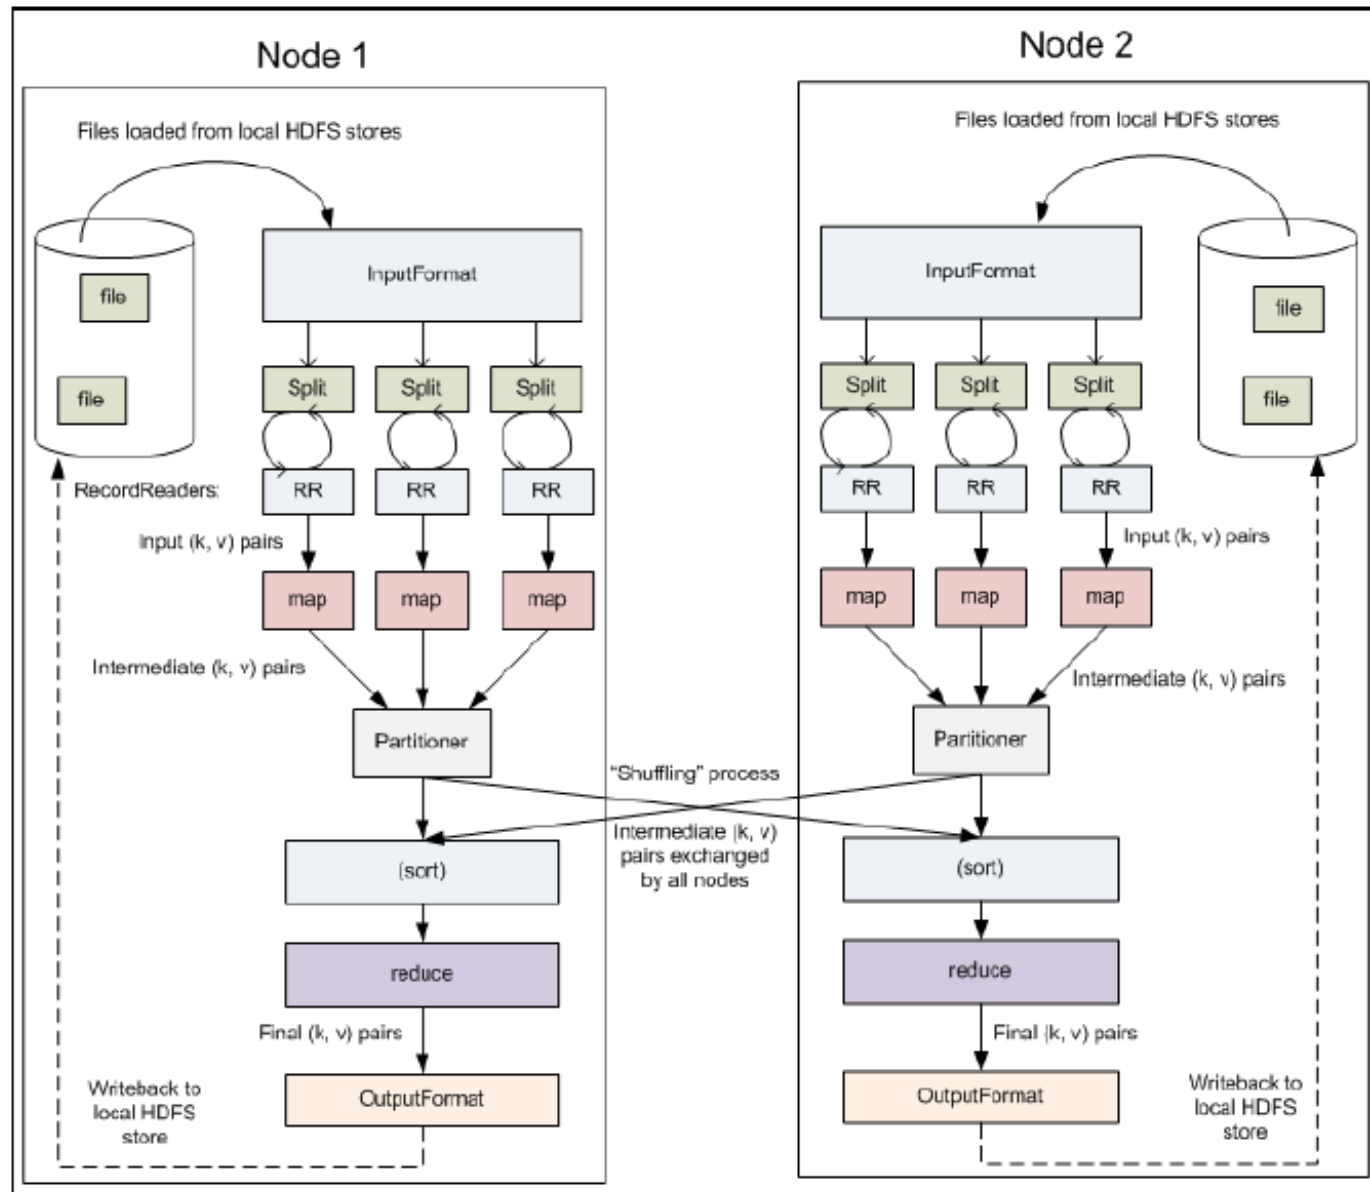 Node 1
Files loaded from local HDFS stores
InputFormat
file
file
Split
Split
Split
RecordReaders:
RR
RR
RR
Input (k, v) pairs
map
map
map
Intermediate (k, v) pairs
Partitioner
(sort)
reduce
Final (k, v) pairs
OutputFormat
Writeback to
local HDFS
store
"Shuffling" process
Intermediate (k, v)
pairs exchanged
by all nodes
Node 2
Files loaded from local HDFS stores
InputFormat
file
file
Split
Split
Split
RR
RR
RR
Input (k, v) pairs
map
map
map
Intermediate (k, v) pairs
Partitioner
(sort)
reduce
Final (k, v) pairs
OutputFormat
Writeback to
local HDFS
store